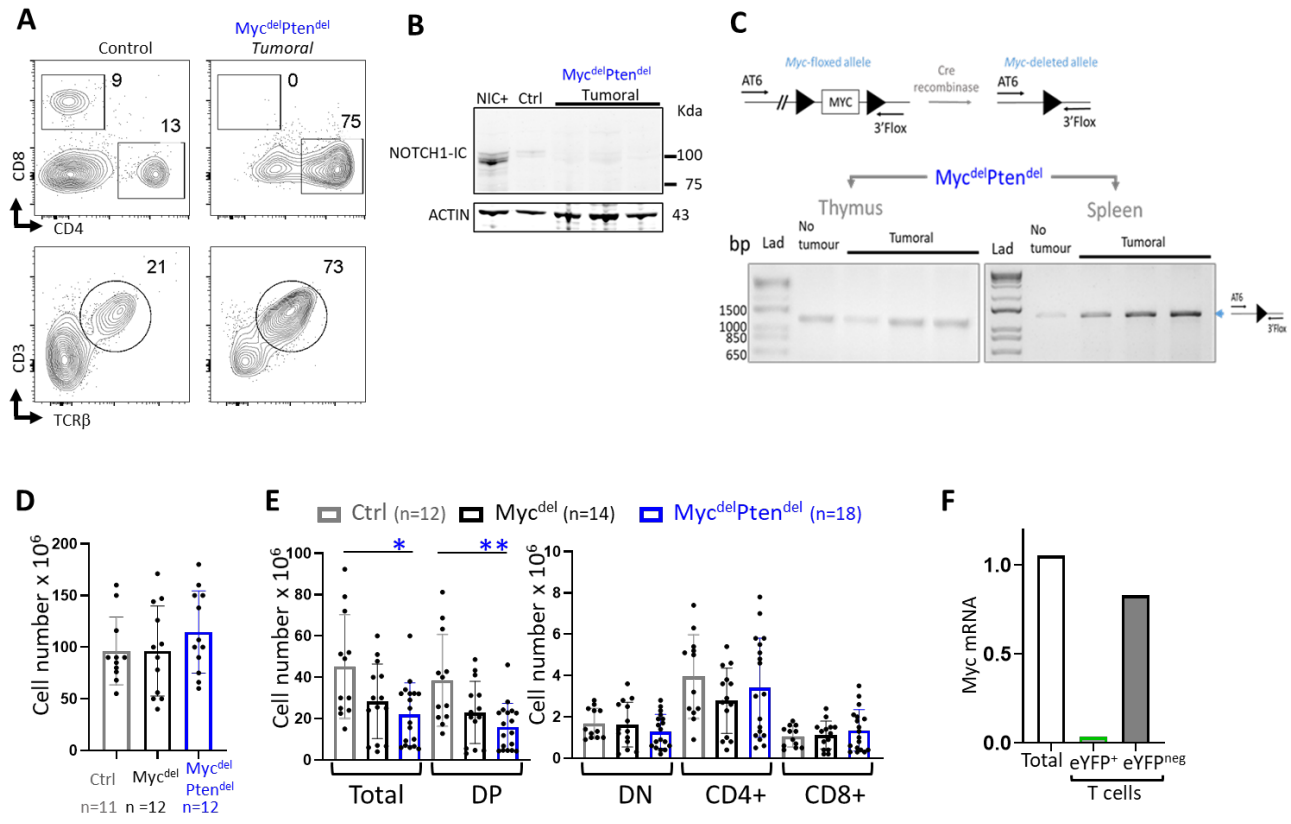 A
Control
Myc^del Pten^del
Tumoral
9
0
13
75
CD8
CD4
21
73
CD3
TCRβ
B
Myc^del Pten^del
NIC+ Ctrl Tumoral Kda
NOTCH1-IC
100
75
ACTIN
43
C
Myc-floxed allele
Cre
recombinase
Myc-deleted allele
AT6
MYC
3'Flox
AT6
3'Flox
Myc^del Pten^del
Thymus
Spleen
bp
Lad
No
tumour
Tumoral
Lad
No
tumour
Tumoral
1500
1000
850
650
AT6
3'Flox
D
Cell number x 10^6
200
150
100
50
0
Ctrl
Myc^del
Myc^del
Pten^del
n=11
n =12
n=12
E
Ctrl (n=12)
Myc^del (n=14)
Myc^del Pten^del (n=18)
Cell number x 10^6
100
80
60
40
20
0
*
**
Total
DP
Cell number x 10^6
10
8
6
4
2
0
DN
CD4+
CD8+
F
Myc mRNA
1.0
0.5
0.0
Total
eYFP^+
eYFP^neg
T cells